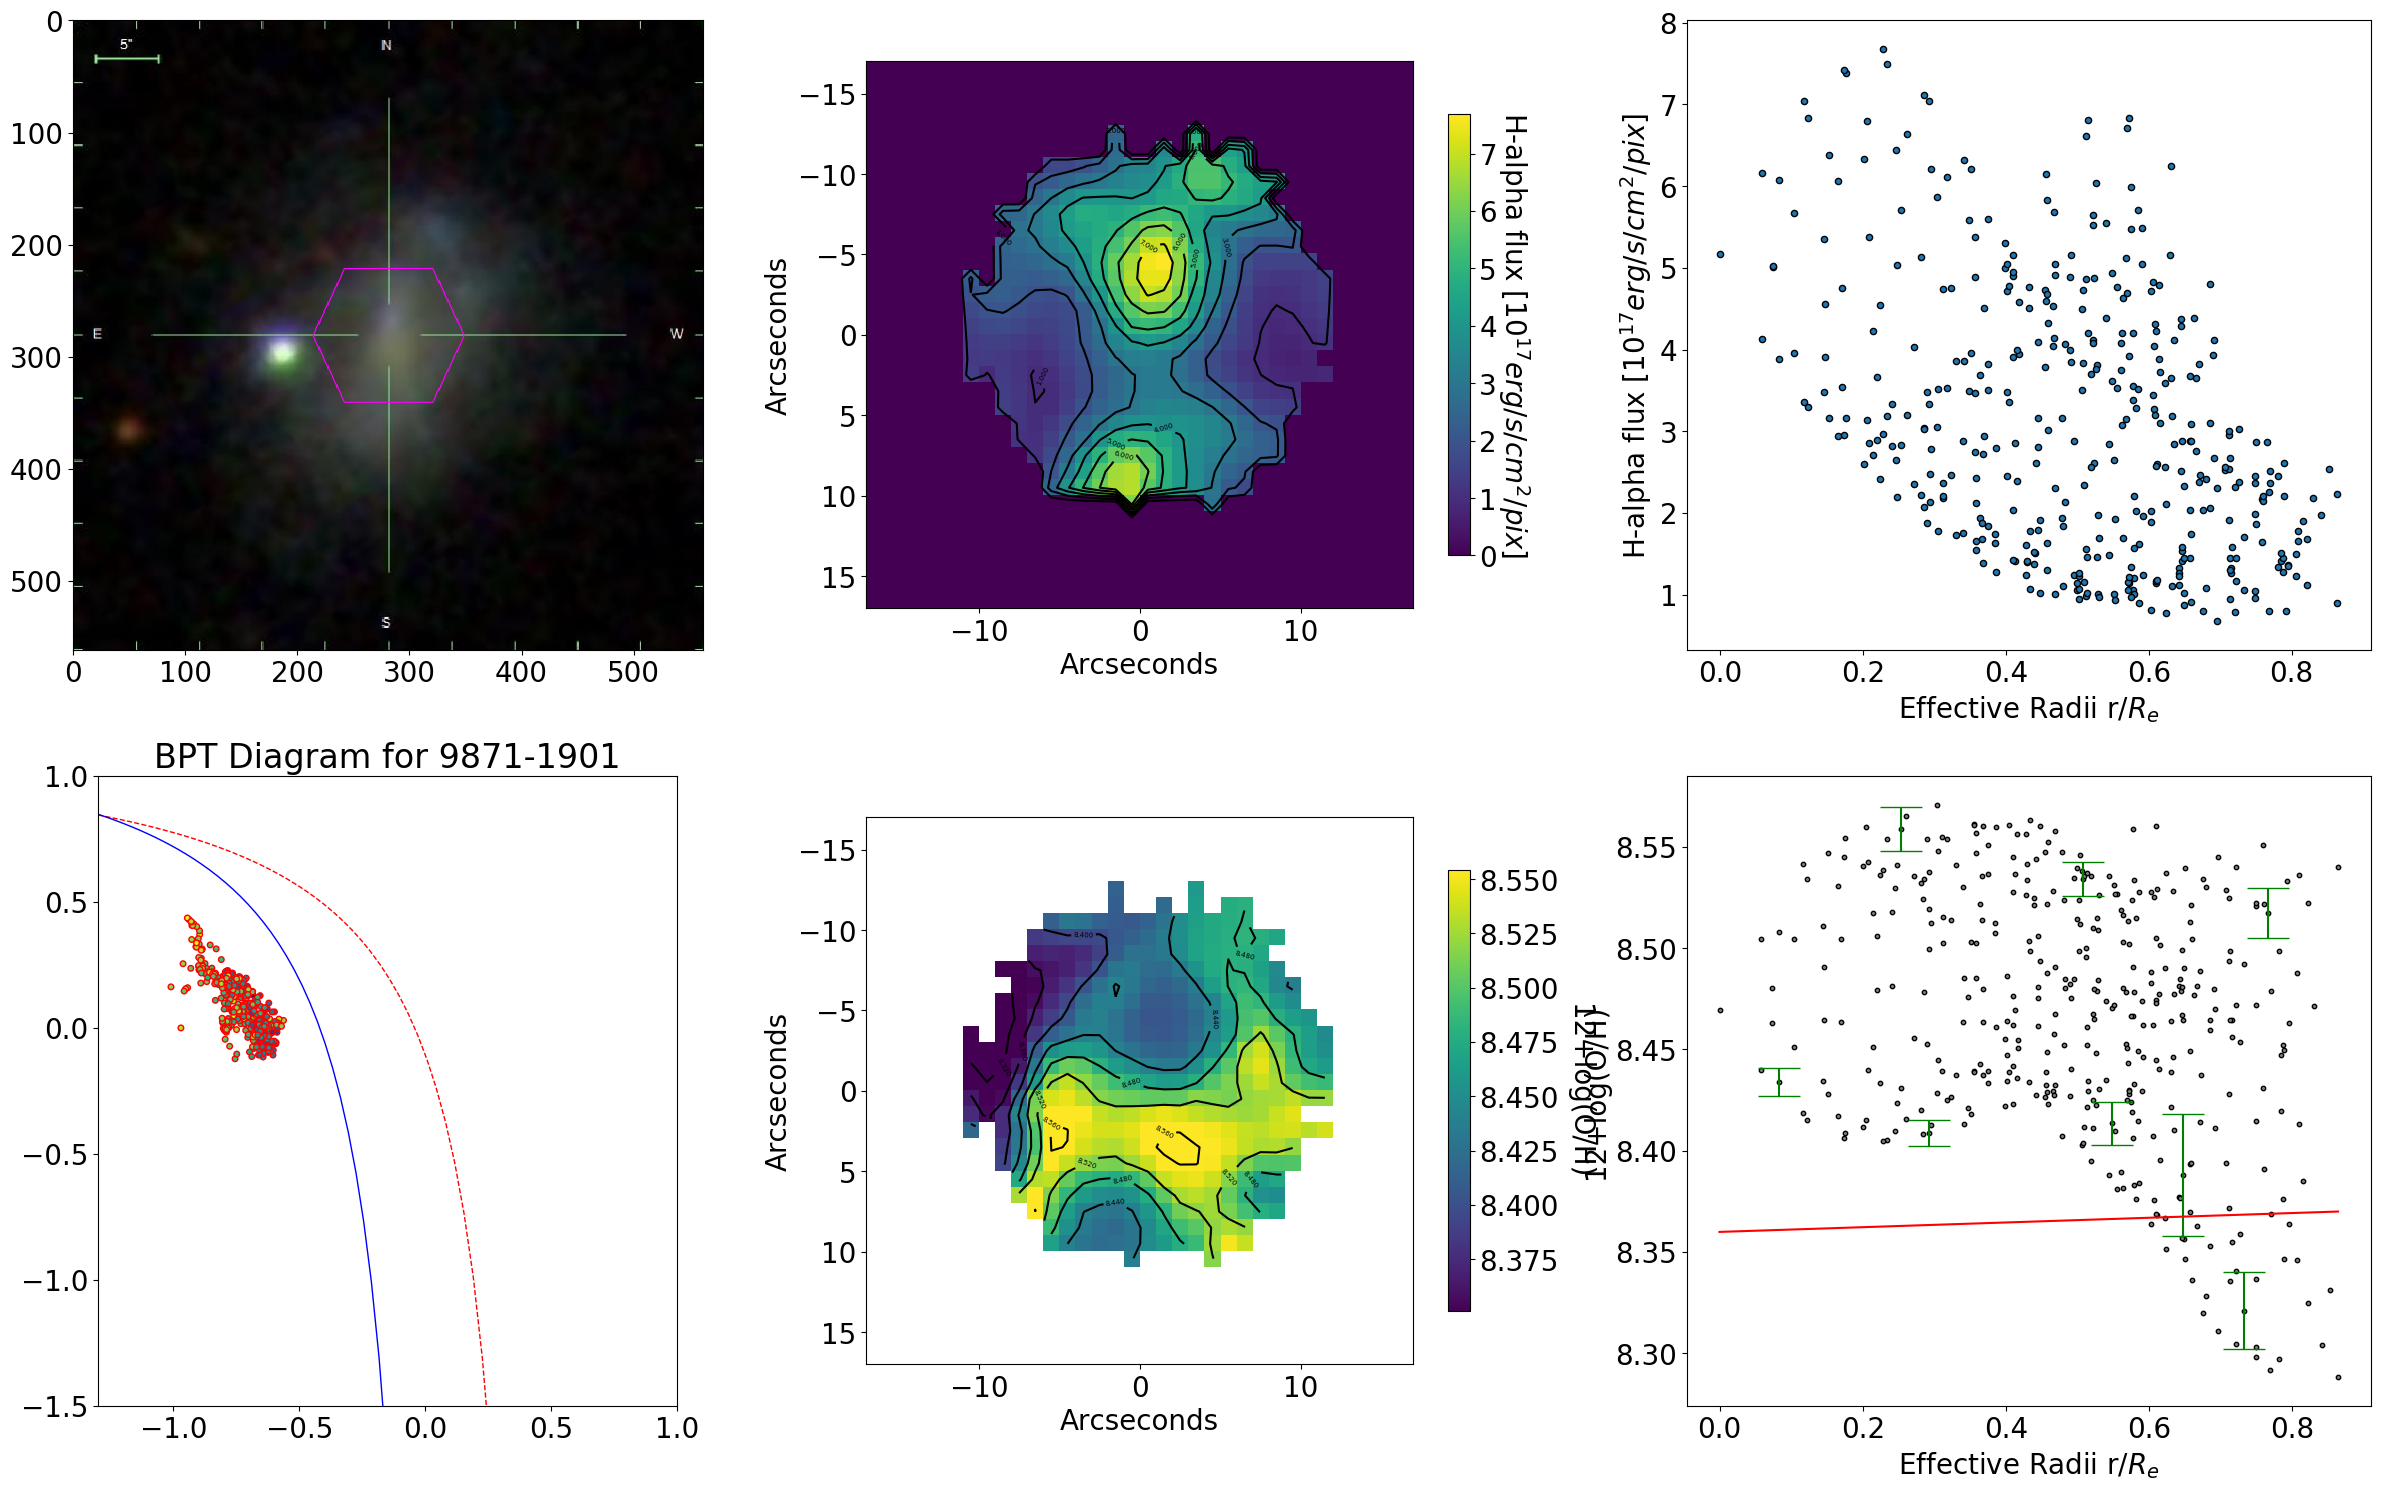 0
100
200
300
400
500
5"
N
E
W
S
0 100 200 300 400 500
−15
−10
−5
0
5
10
15
Arcseconds
−10 0 10
Arcseconds
7
6
5
4
3
2
1
0
H-alpha flux [10^17 erg/s/cm^2/pix]
8
7
6
5
4
3
2
1
H-alpha flux [10^17 erg/s/cm^2/pix]
0.0 0.2 0.4 0.6 0.8
Effective Radii r/R_e
BPT Diagram for 9871-1901
1.0
0.5
0.0
−0.5
−1.0
−1.5
−1.0 −0.5 0.0 0.5 1.0
−15
−10
−5
0
5
10
15
Arcseconds
−10 0 10
Arcseconds
8.550
8.525
8.500
8.475
8.450
8.425
8.400
8.375
12+log(O/H)
12+log(O/H)
8.55
8.50
8.45
8.40
8.35
8.30
0.0 0.2 0.4 0.6 0.8
Effective Radii r/R_e